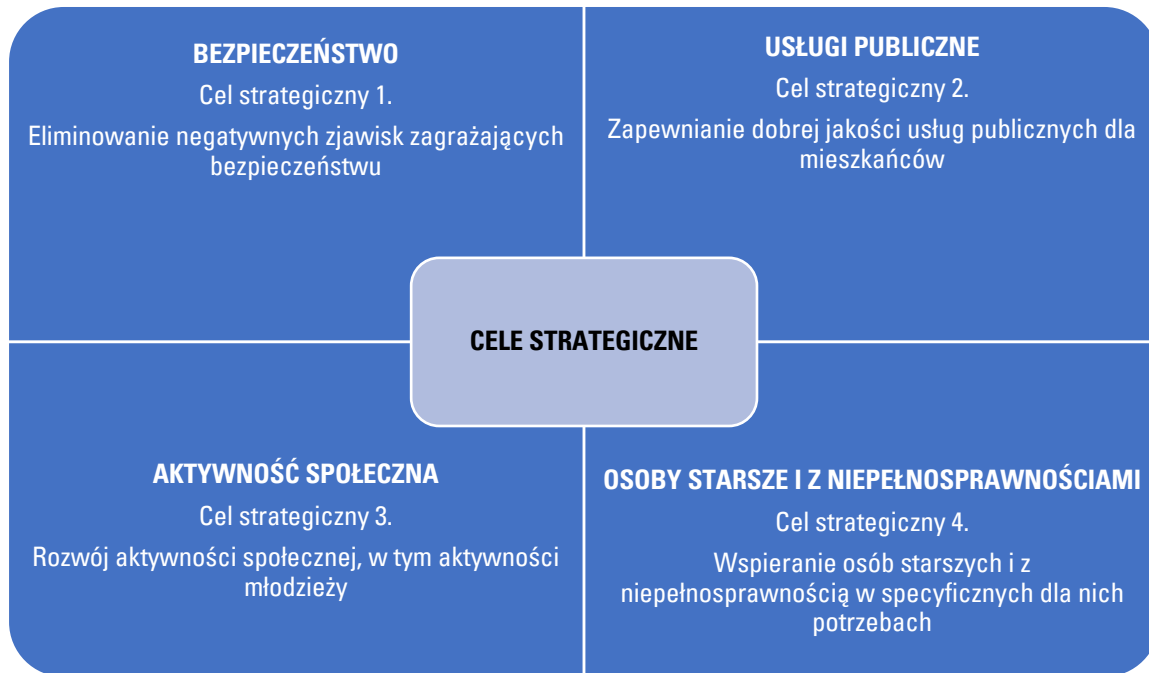 BEZPIECZEŃSTWO
Cel strategiczny 1.
Eliminowanie negatywnych zjawisk zagrażających
bezpieczeństwu
USŁUGI PUBLICZNE
Cel strategiczny 2.
Zapewnianie dobrej jakości usług publicznych dla
mieszkańców
CELE STRATEGICZNE
AKTYWNOŚĆ SPOŁECZNA
Cel strategiczny 3.
Rozwój aktywności społecznej, w tym aktywności
młodzieży
OSOBY STARSZE I Z NIEPEŁNOSPRAWNOŚCIAMI
Cel strategiczny 4.
Wspieranie osób starszych i z
niepełnosprawnością w specyficznych dla nich
potrzebach